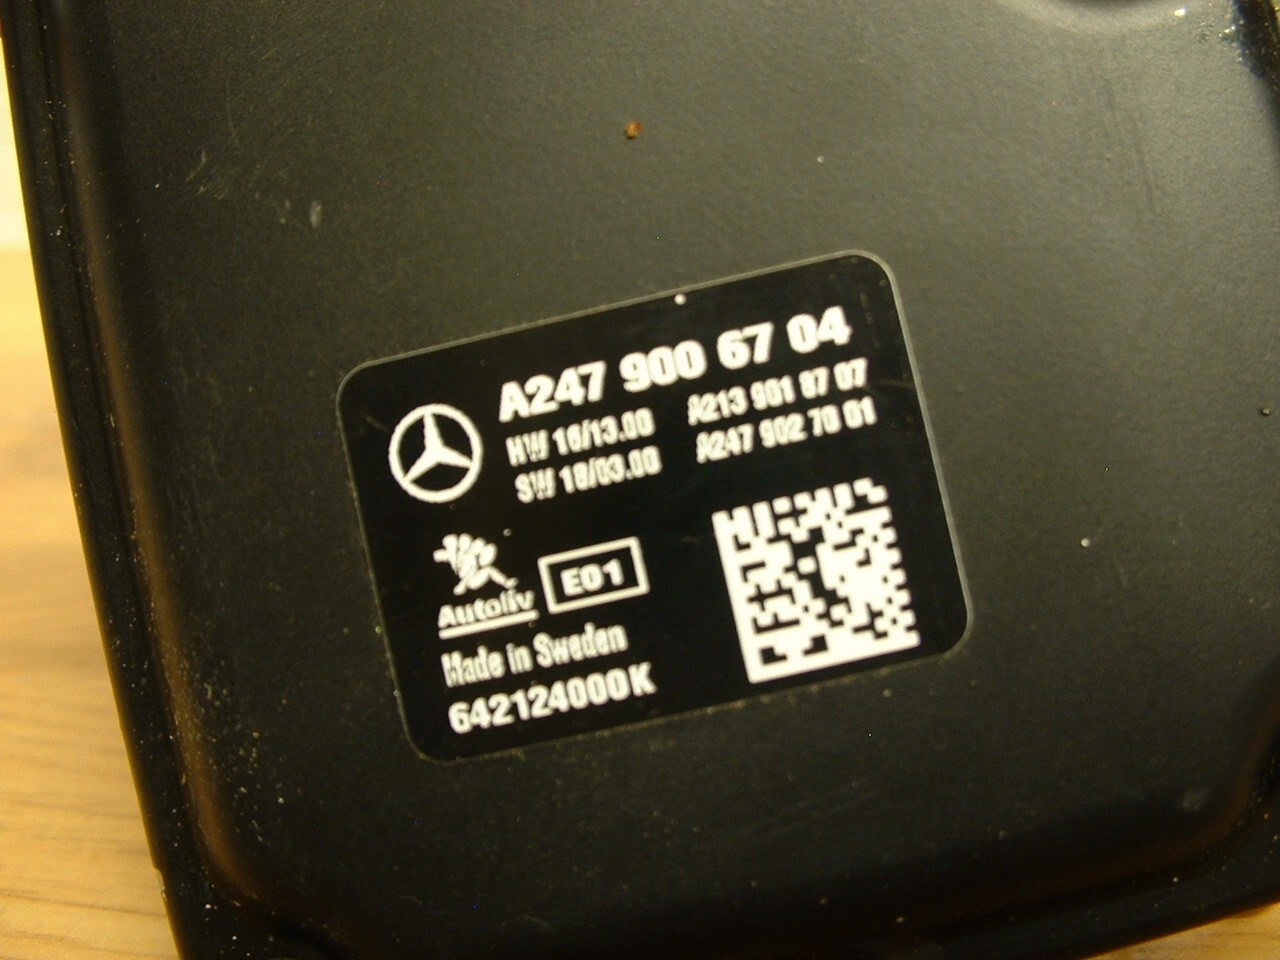 A247 900 67 04
HW 16/13.00 A213 901 87 07
SW 18/03.00 A247 902 70 01
Autoliv E01
Made in Sweden
642124000K